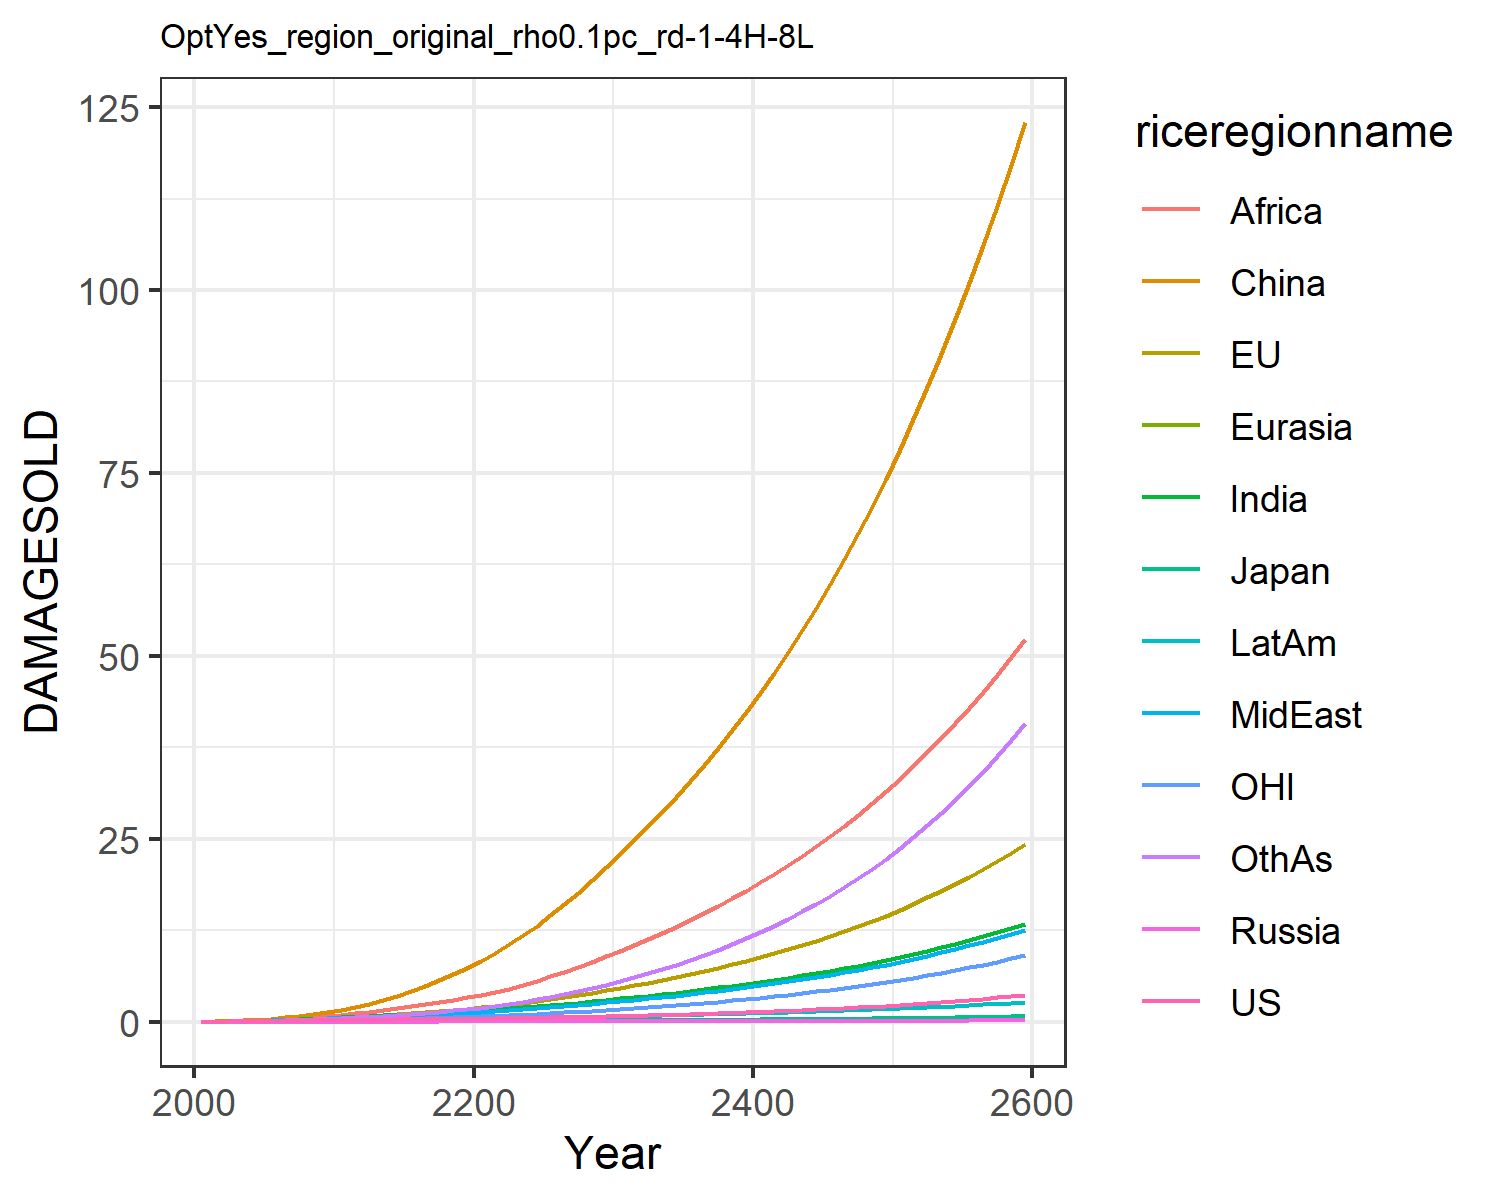 OptYes_region_original_rho0.1pc_rd-1-4H-8L
DAMAGESOLD
125
100
75
50
25
0
2000 2200 2400 2600
Year
riceregionname
Africa
China
EU
Eurasia
India
Japan
LatAm
MidEast
OHI
OthAs
Russia
US